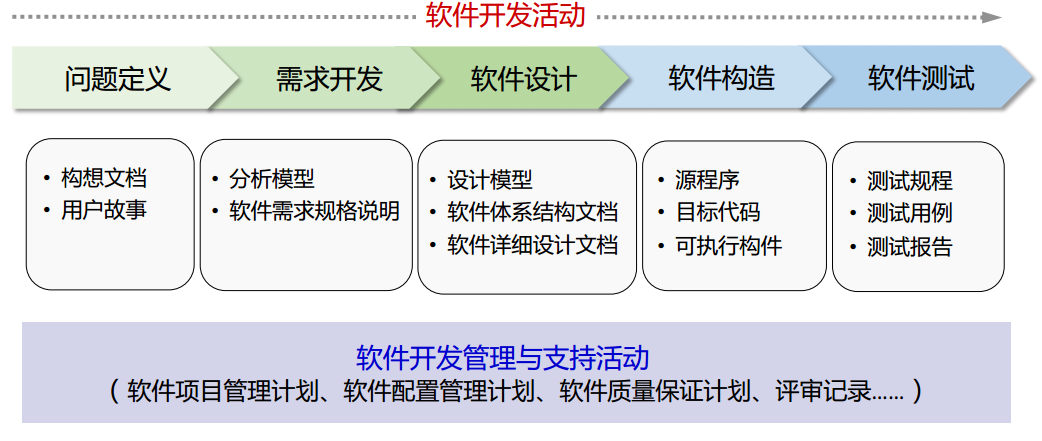 软件开发活动
问题定义
需求开发
软件设计
软件构造
软件测试
• 构想文档
• 用户故事
• 分析模型
• 软件需求规格说明
• 设计模型
• 软件体系结构文档
• 软件详细设计文档
• 源程序
• 目标代码
• 可执行构件
• 测试规程
• 测试用例
• 测试报告
软件开发管理与支持活动
（软件项目管理计划、软件配置管理计划、软件质量保证计划、评审记录......）